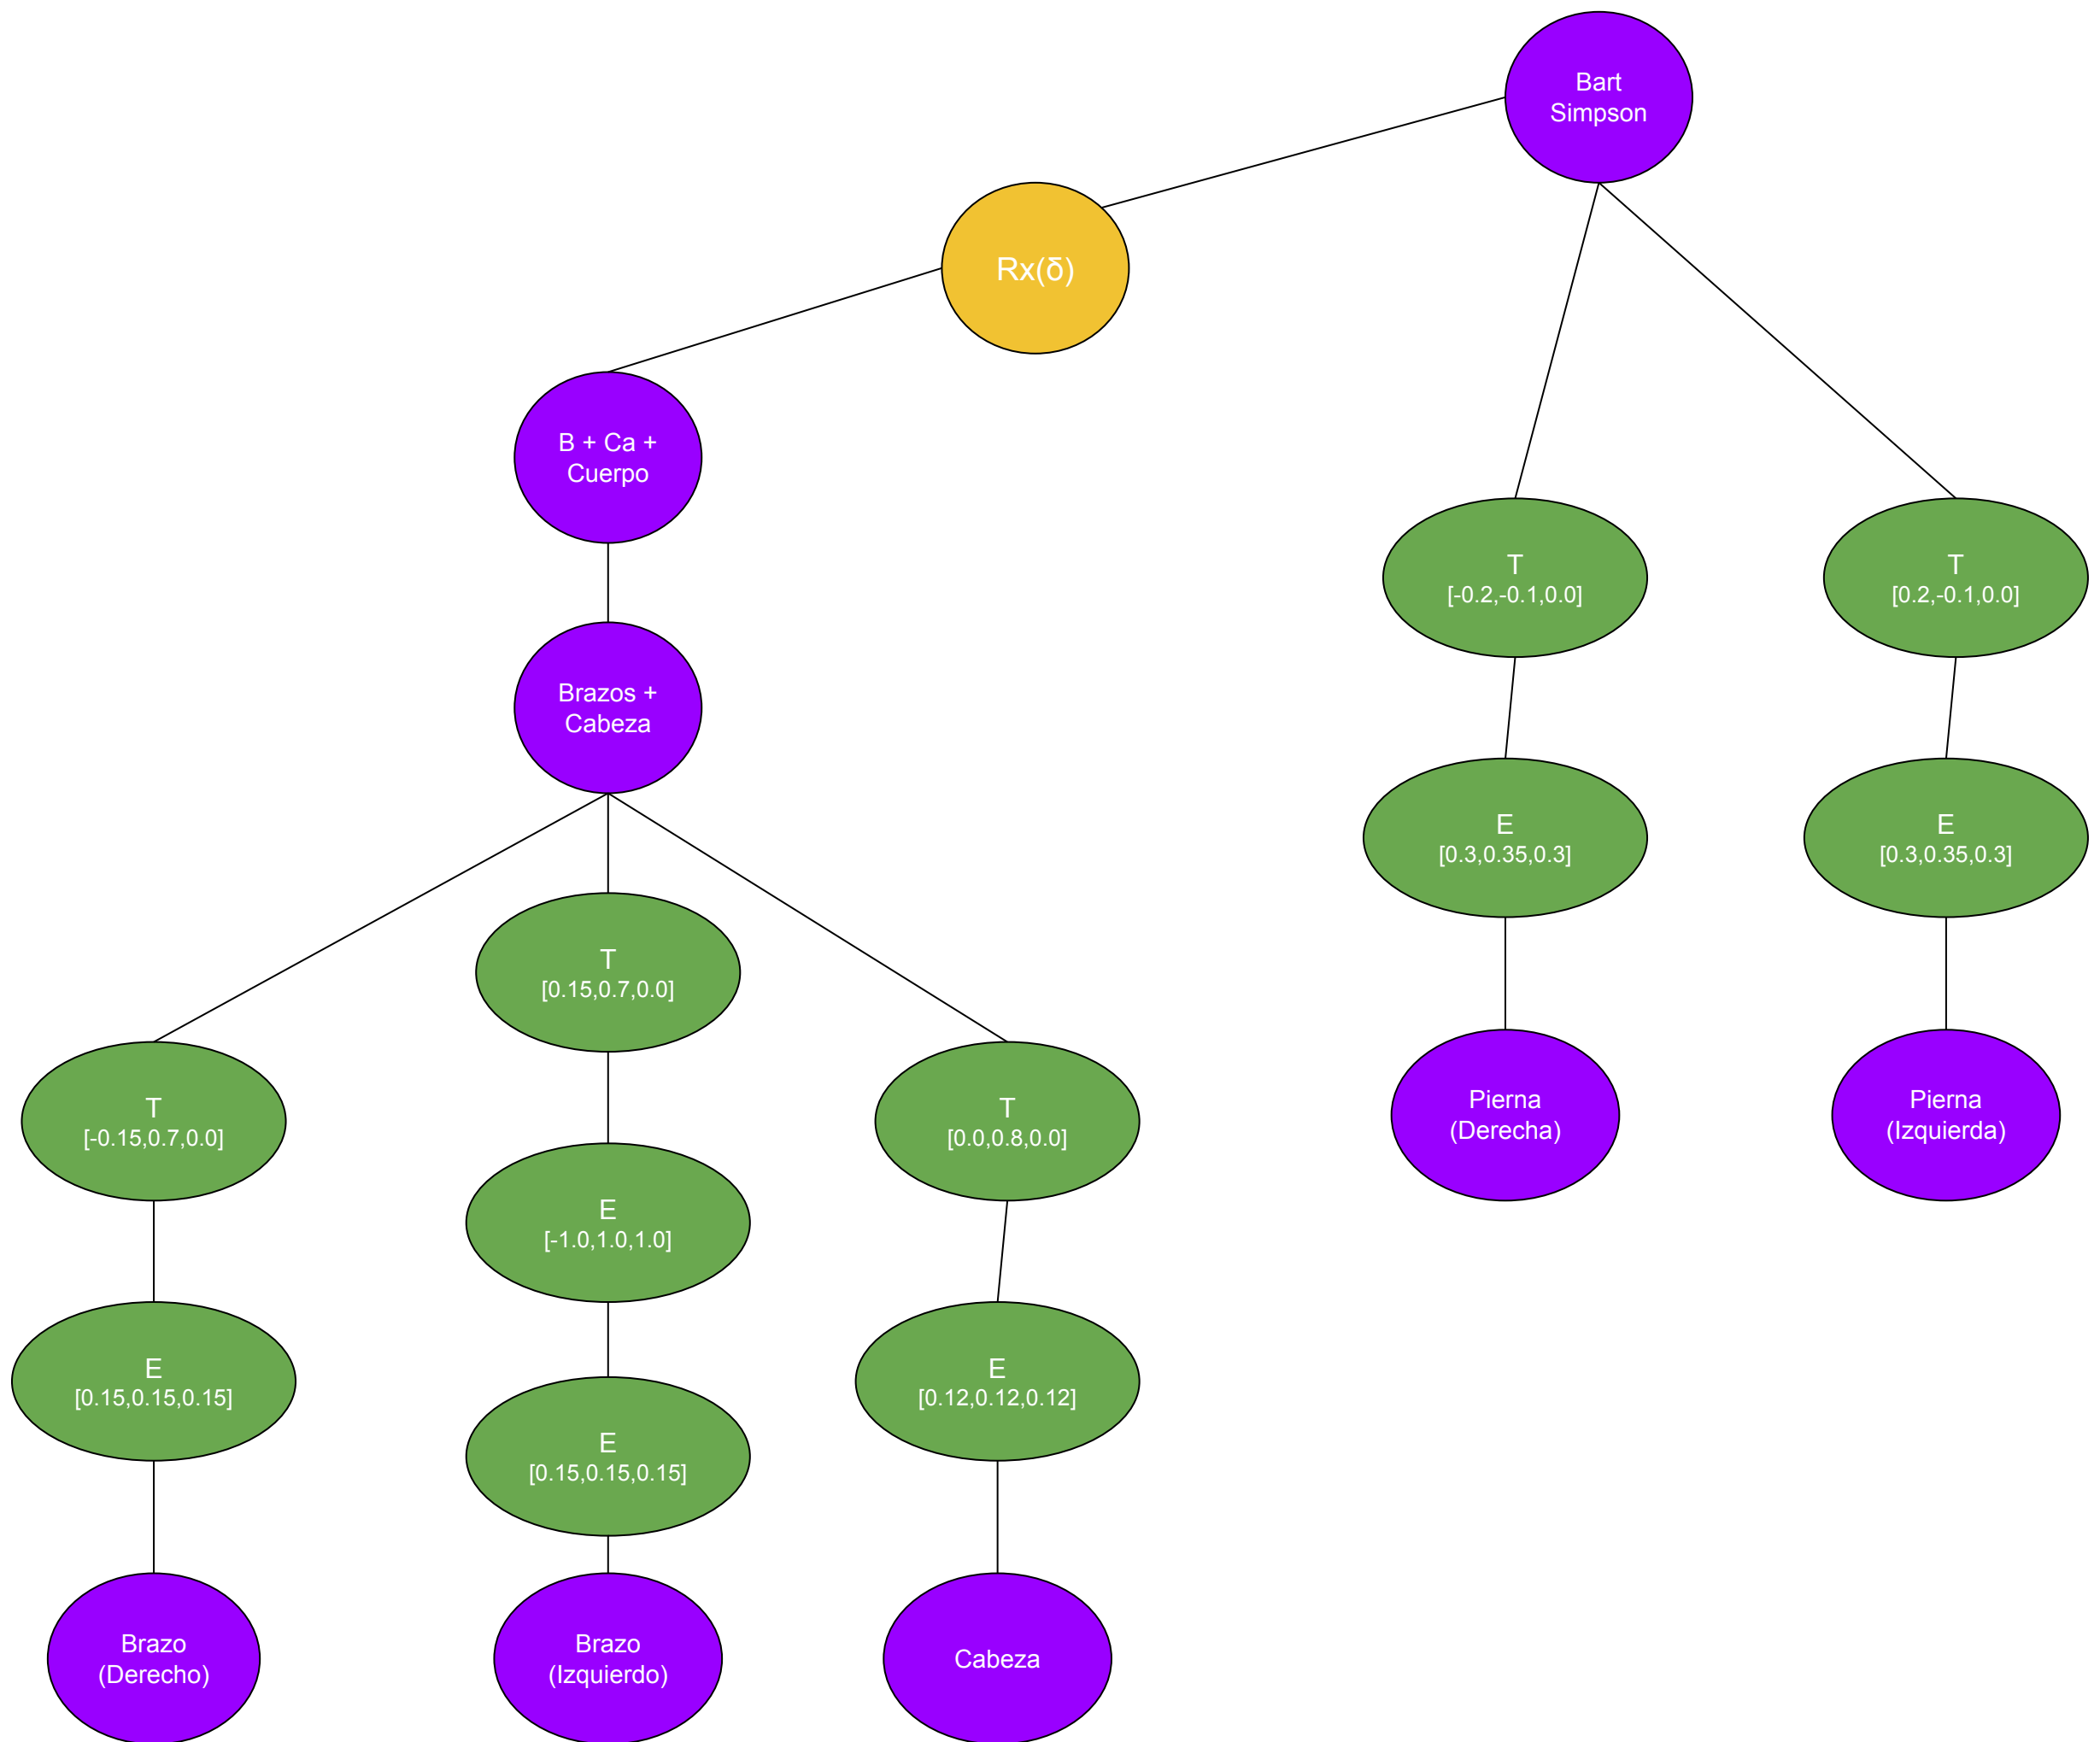 Bart
Simpson
Rx(δ)
B + Ca +
Cuerpo
T
[-0.2,-0.1,0.0]
T
[0.2,-0.1,0.0]
Brazos +
Cabeza
E
[0.3,0.35,0.3]
E
[0.3,0.35,0.3]
T
[0.15,0.7,0.0]
T
[-0.15,0.7,0.0]
T
[0.0,0.8,0.0]
Pierna
(Derecha)
Pierna
(Izquierda)
E
[-1.0,1.0,1.0]
E
[0.15,0.15,0.15]
E
[0.12,0.12,0.12]
E
[0.15,0.15,0.15]
Brazo
(Derecho)
Brazo
(Izquierdo)
Cabeza